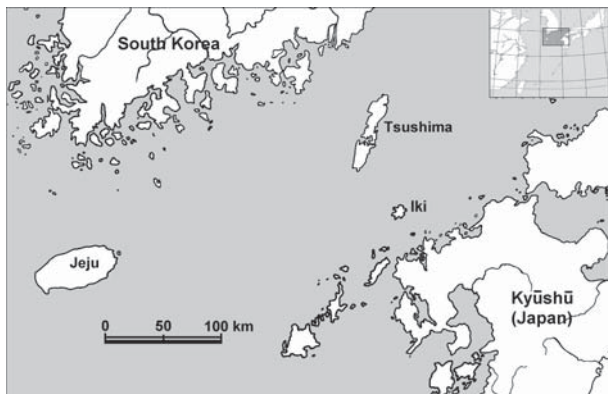 South Korea
Tsushima
Iki
Jeju
Kyūshū
(Japan)
0 50 100 km